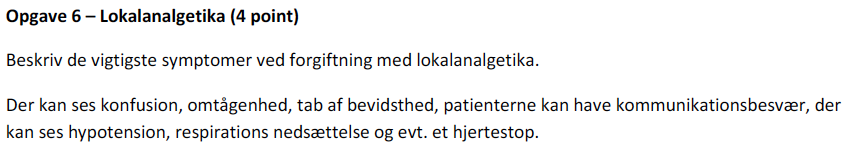 Opgave 6 – Lokalanalgetika (4 point)
Beskriv de vigtigste symptomer ved forgiftning med lokalanalgetika.
Der kan ses konfusion, omtågenhed, tab af bevidsthed, patienterne kan have kommunikationsbesvær, der
kan ses hypotension, respirations nedsættelse og evt. et hjertestop.